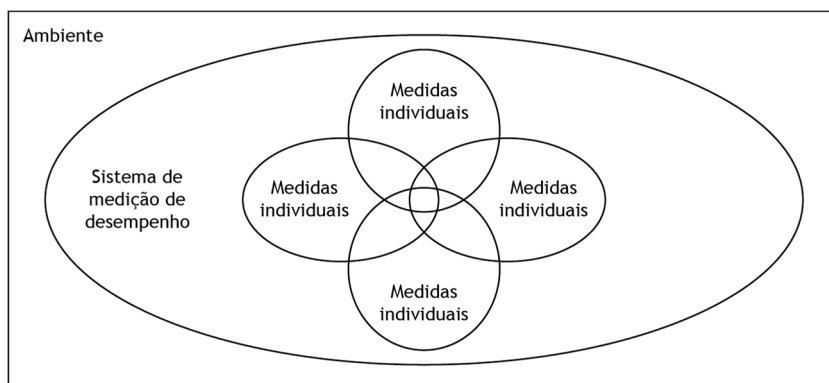 Ambiente
Medidas
individuais
Sistema de
medição de
desempenho
Medidas
individuais
Medidas
individuais
Medidas
individuais